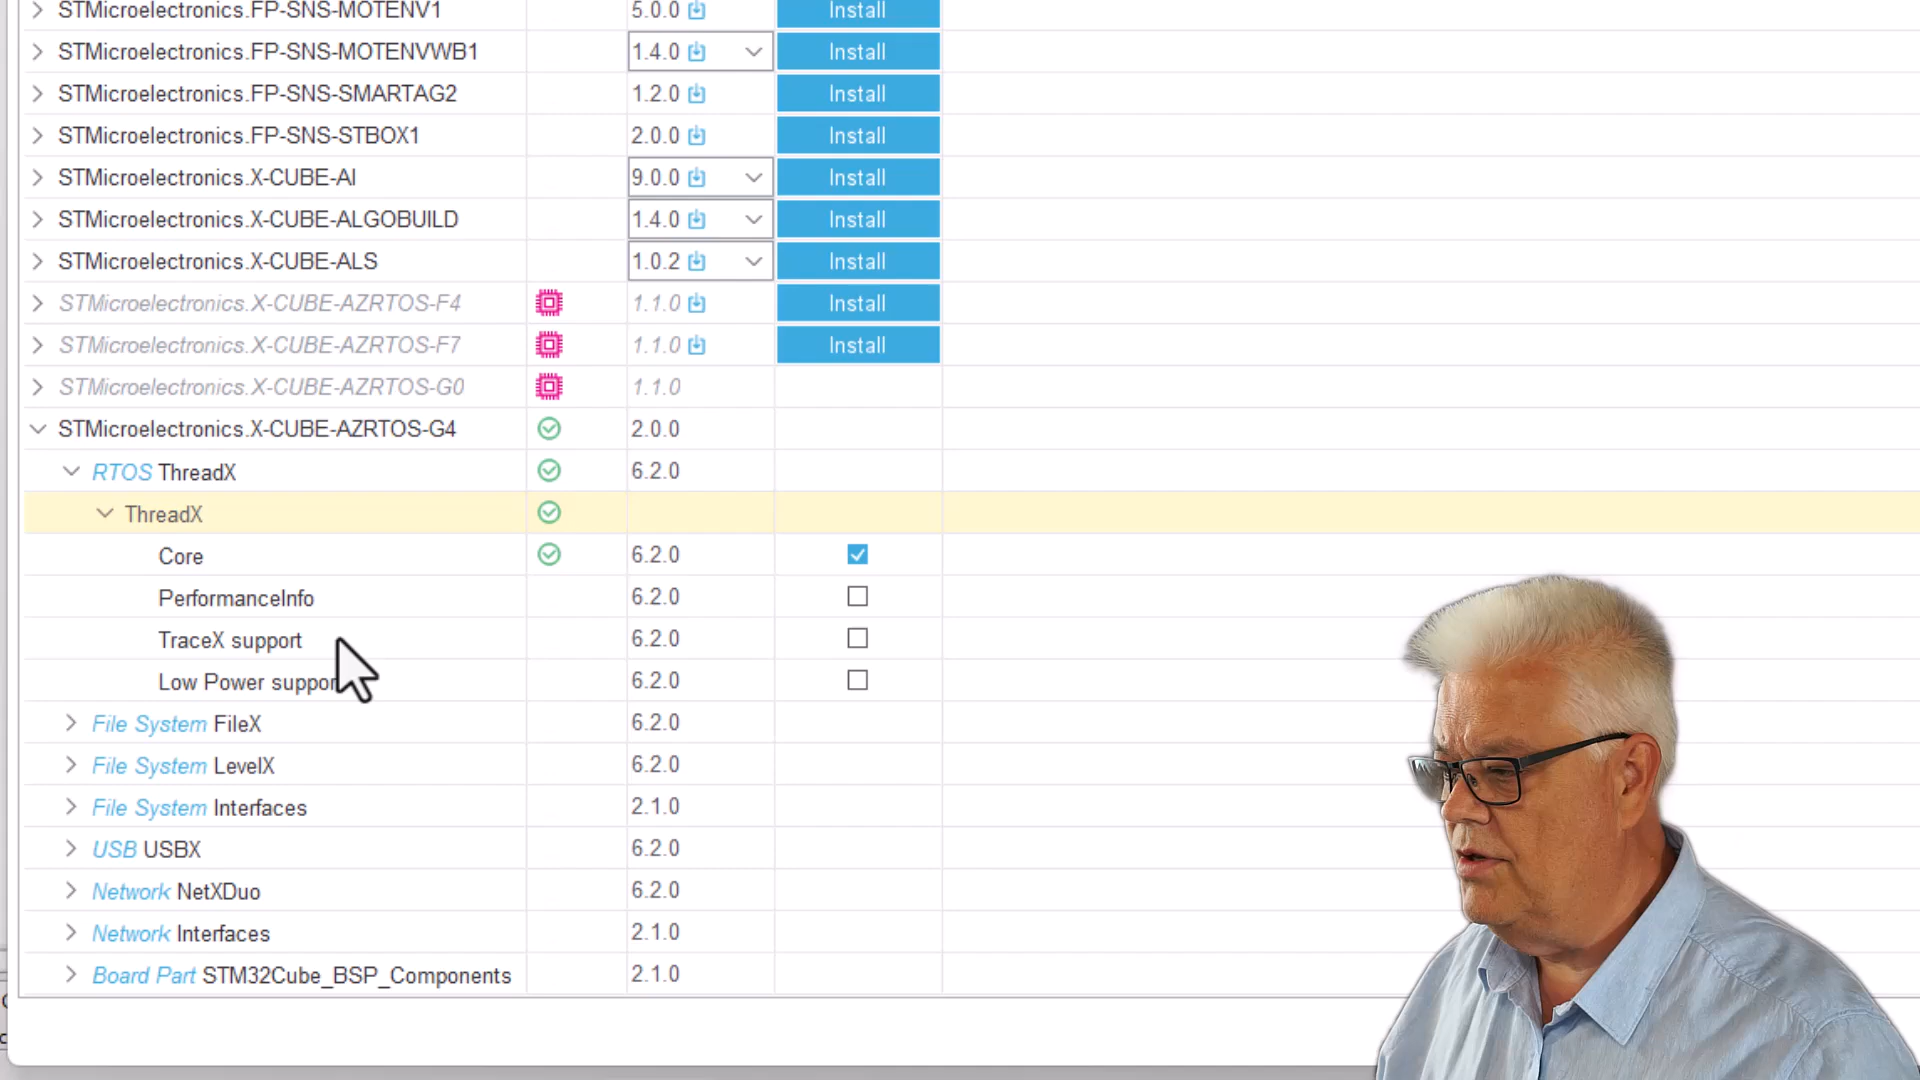 STMicroelectronics.FP-SNS-MOTENV1 5.0.0 Install
STMicroelectronics.FP-SNS-MOTENVWB1 1.4.0 Install
STMicroelectronics.FP-SNS-SMARTAG2 1.2.0 Install
STMicroelectronics.FP-SNS-STBOX1 2.0.0 Install
STMicroelectronics.X-CUBE-AI 9.0.0 Install
STMicroelectronics.X-CUBE-ALGOBUILD 1.4.0 Install
STMicroelectronics.X-CUBE-ALS 1.0.2 Install
STMicroelectronics.X-CUBE-AZRTOS-F4 1.1.0 Install
STMicroelectronics.X-CUBE-AZRTOS-F7 1.1.0 Install
STMicroelectronics.X-CUBE-AZRTOS-G0 1.1.0
STMicroelectronics.X-CUBE-AZRTOS-G4 2.0.0
RTOS ThreadX 6.2.0
ThreadX
Core 6.2.0
PerformanceInfo 6.2.0
TraceX support 6.2.0
Low Power support 6.2.0
File System FileX 6.2.0
File System LevelX 6.2.0
File System Interfaces 2.1.0
USB USBX 6.2.0
Network NetXDuo 6.2.0
Network Interfaces 2.1.0
Board Part STM32Cube_BSP_Components 2.1.0